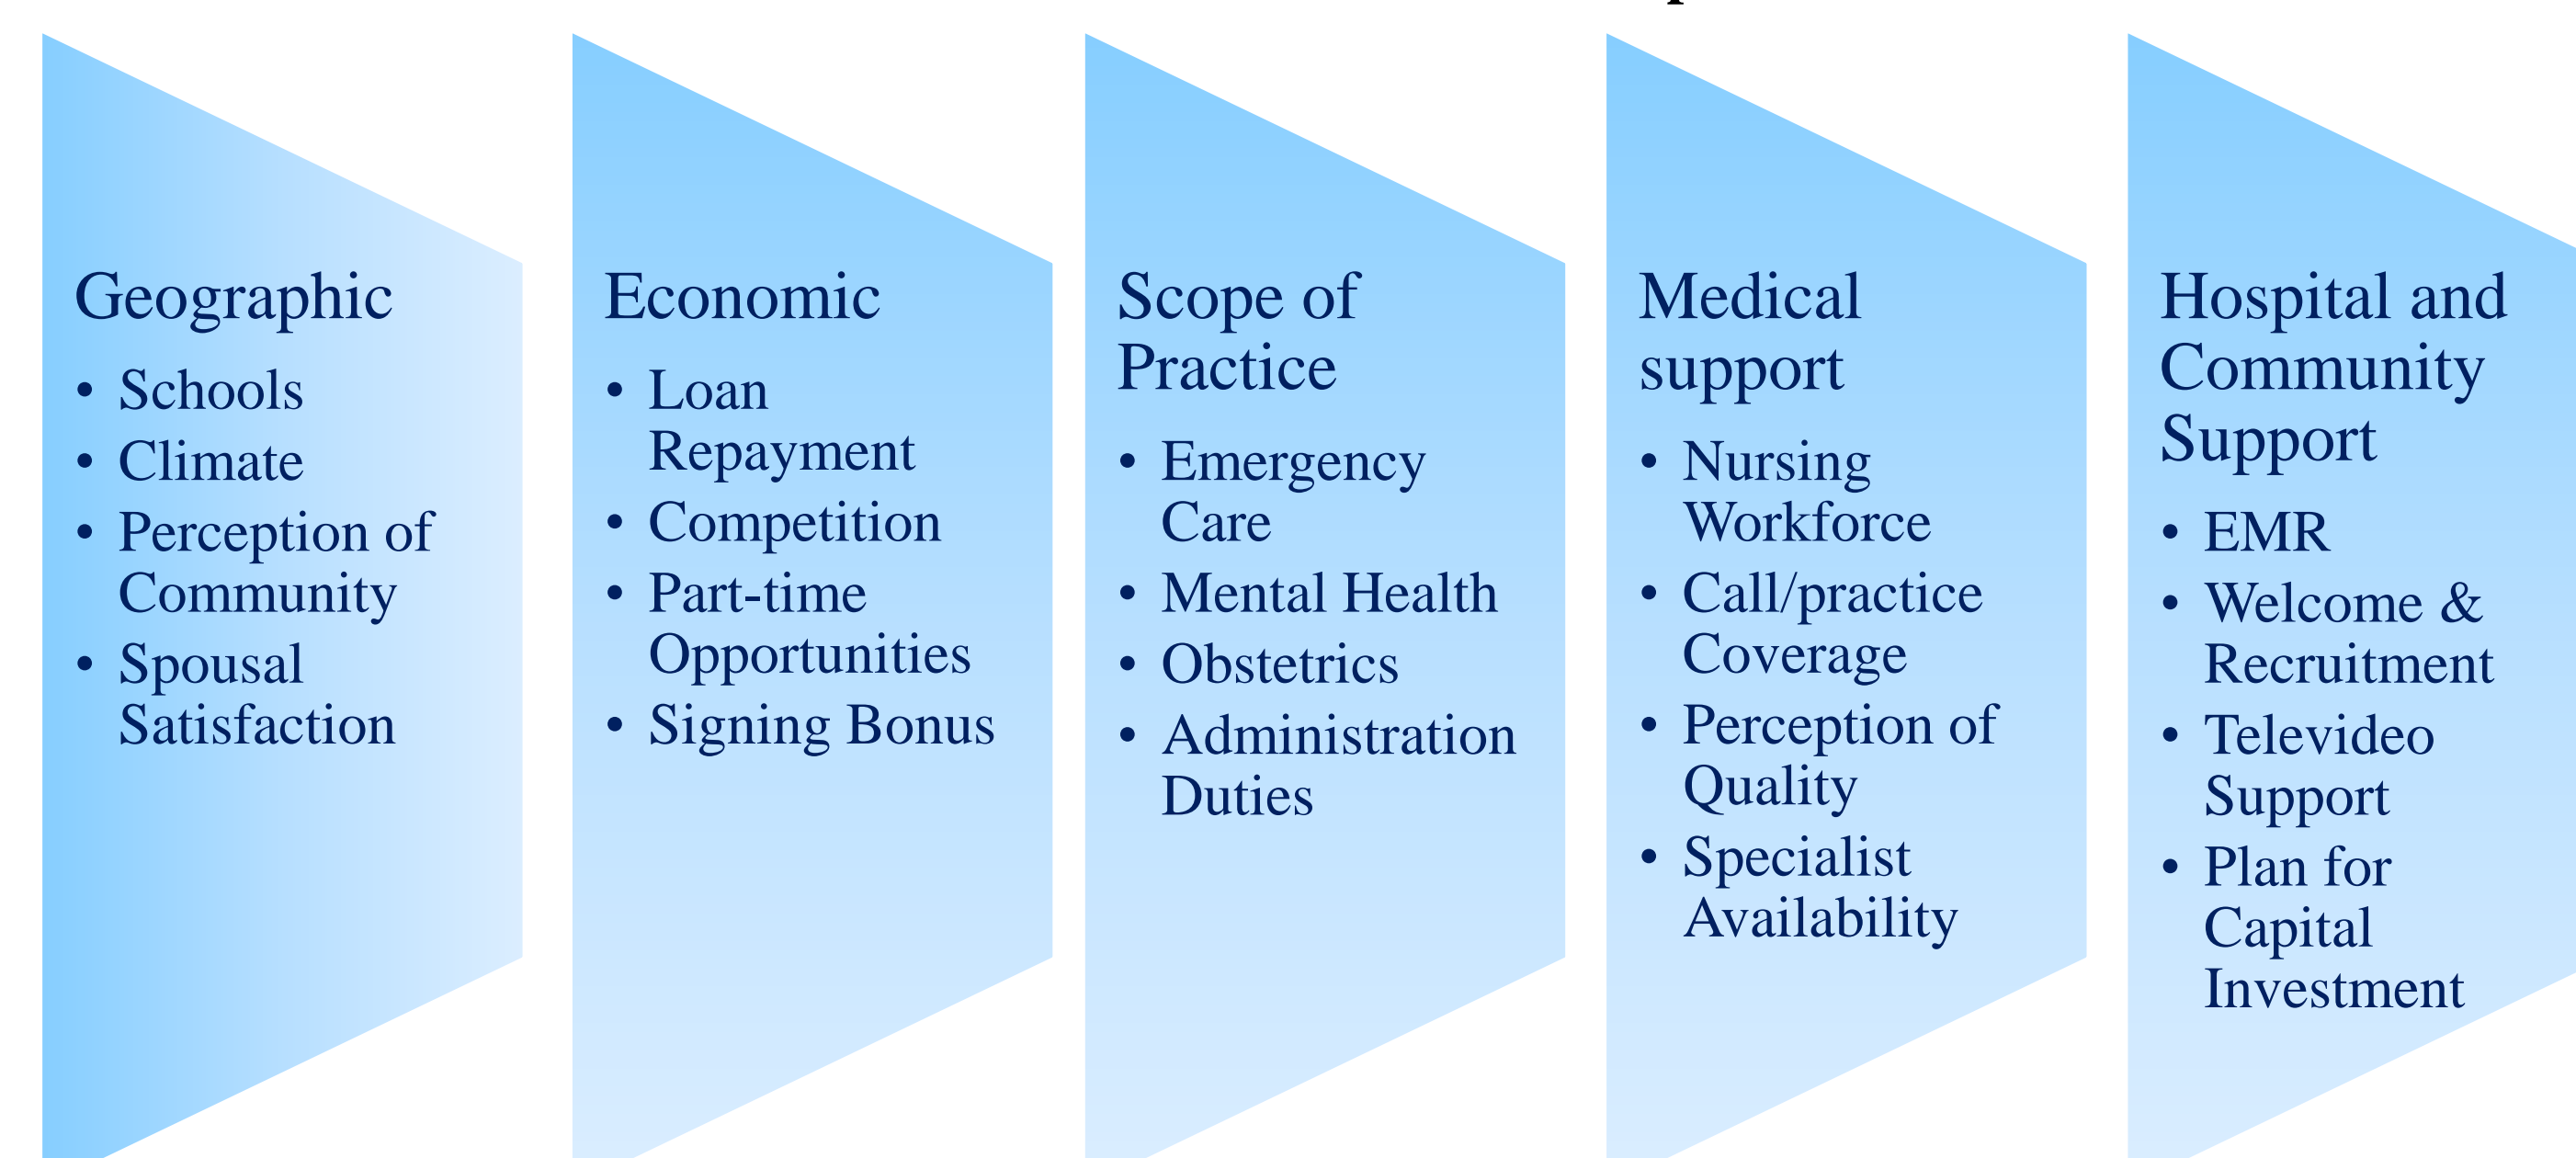 Geographic
• Schools
• Climate
• Perception of
Community
• Spousal
Satisfaction
Economic
• Loan
Repayment
• Competition
• Part-time
Opportunities
• Signing Bonus
Scope of
Practice
• Emergency
Care
• Mental Health
• Obstetrics
• Administration
Duties
Medical
support
• Nursing
Workforce
• Call/practice
Coverage
• Perception of
Quality
• Specialist
Availability
Hospital and
Community
Support
• EMR
• Welcome &
Recruitment
• Televideo
Support
• Plan for
Capital
Investment